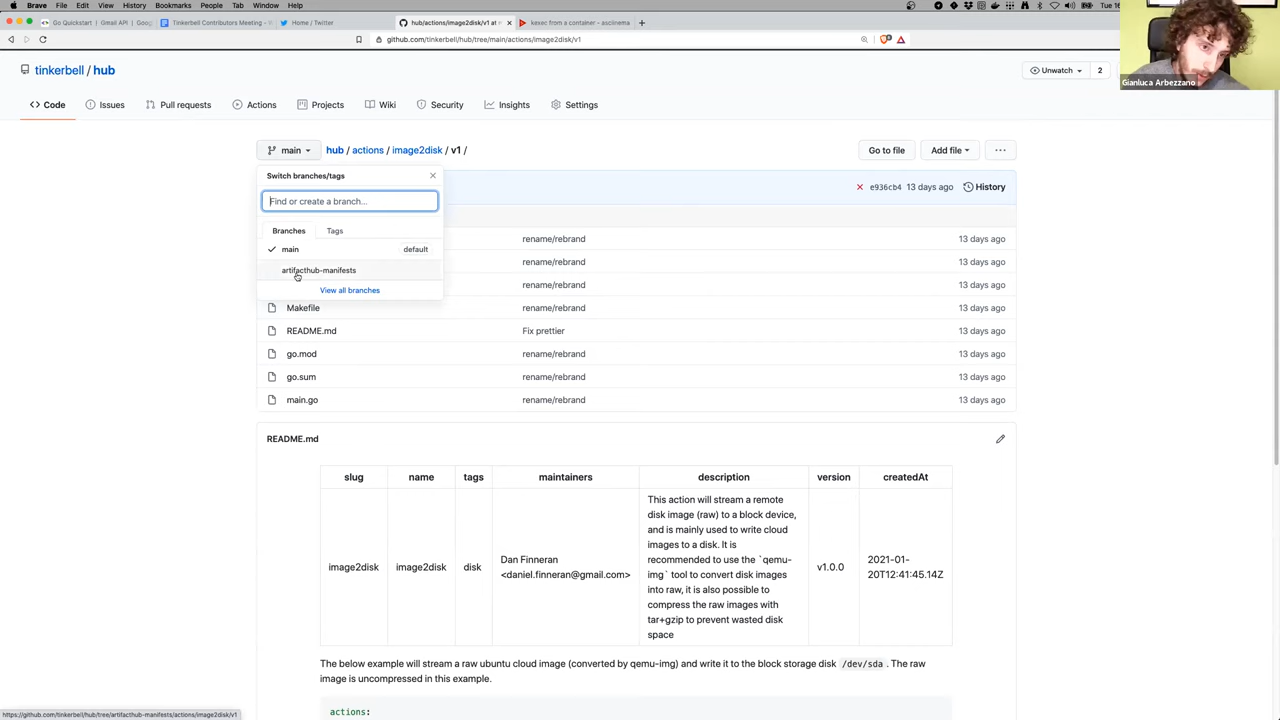 Brave File Edit View History Bookmarks People Tab Window Help Tue 16
Go Quickstart | Gmail API | Goog
Tinkerbell Contributors Meeting -
Home / Twitter
hub/actions/image2disk/v1 at m
kexec from a container - asciinema
github.com/tinkerbell/hub/tree/main/actions/image2disk/v1
2
Gianluca Arbezzano
tinkerbell / hub
Unwatch 2
Code Issues Pull requests Actions Projects Wiki Security Insights Settings
main hub / actions / image2disk / v1 / Go to file Add file
Switch branches/tags
e936cb4 13 days ago History
Find or create a branch...
Branches Tags
rename/rebrand 13 days ago
main default
rename/rebrand 13 days ago
artifacthub-manifests
rename/rebrand 13 days ago
View all branches
Makefile rename/rebrand 13 days ago
README.md Fix prettier 13 days ago
go.mod rename/rebrand 13 days ago
go.sum rename/rebrand 13 days ago
main.go rename/rebrand 13 days ago
README.md
slug name tags maintainers description version createdAt
image2disk
image2disk
disk
Dan Finneran
<daniel.finneran@gmail.com>
This action will stream a remote
disk image (raw) to a block device,
and is mainly used to write cloud
images to a disk. It is
recommended to use the `qemu-
img` tool to convert disk images
into raw, it is also possible to
compress the raw images with
tar+gzip to prevent wasted disk
space
v1.0.0
2021-01-
20T12:41:45.14Z
The below example will stream a raw ubuntu cloud image (converted by qemu-img) and write it to the block storage disk /dev/sda . The raw
image is uncompressed in this example.
actions:
https://github.com/tinkerbell/hub/tree/artifacthub-manifests/actions/image2disk/v1